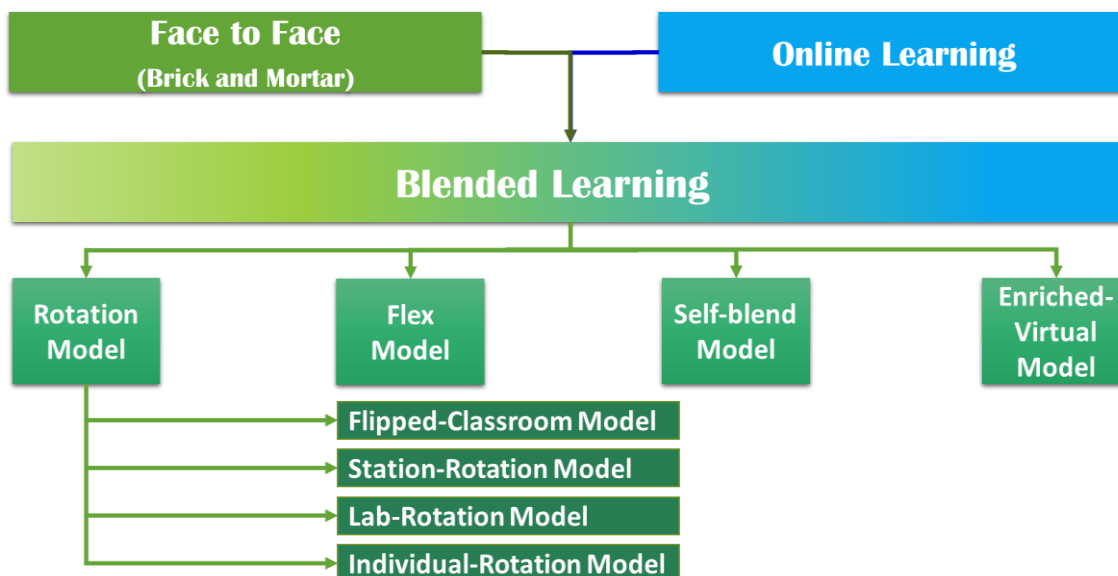 Face to Face
(Brick and Mortar)
Online Learning
Blended Learning
Rotation
Model
Flex
Model
Self-blend
Model
Enriched-
Virtual
Model
Flipped-Classroom Model
Station-Rotation Model
Lab-Rotation Model
Individual-Rotation Model